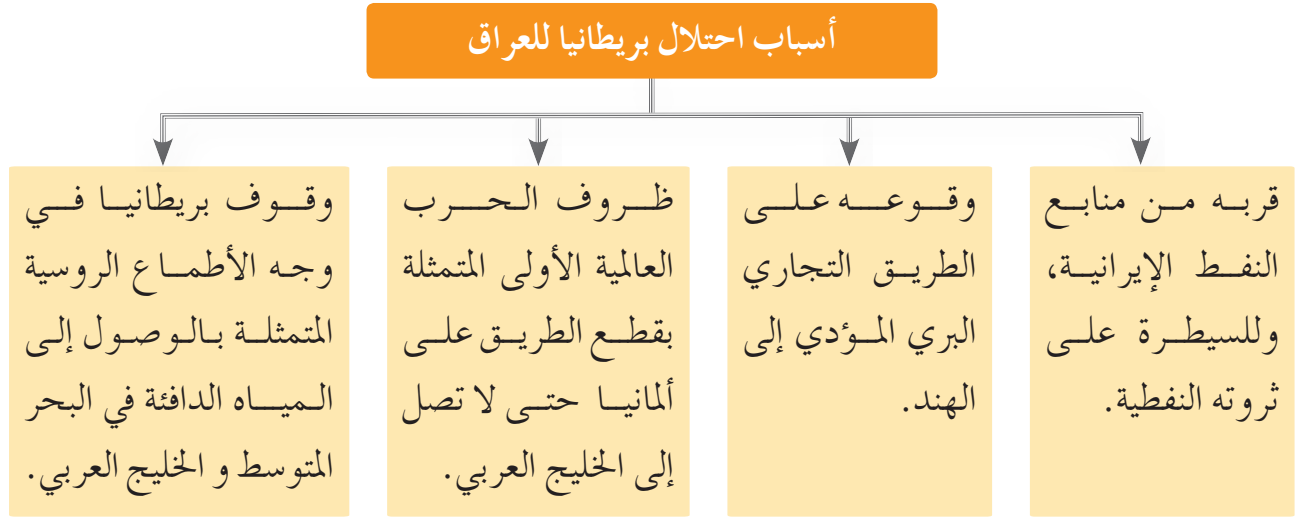 أسباب احتلال بريطانيا للعراق
قربه من منابع
النفط الإيرانية،
وللسيطرة على
ثروته النفطية.
وقوعه على
الطريق التجاري
البري المؤدي إلى
الهند.
ظروف الحرب
العالمية الأولى المتمثلة
بقطع الطريق على
ألمانيا حتى لا تصل
إلى الخليج العربي.
وقوف بريطانيا في
وجه الأطماع الروسية
المتمثلة بالوصول إلى
المياه الدافئة في البحر
المتوسط و الخليج العربي.